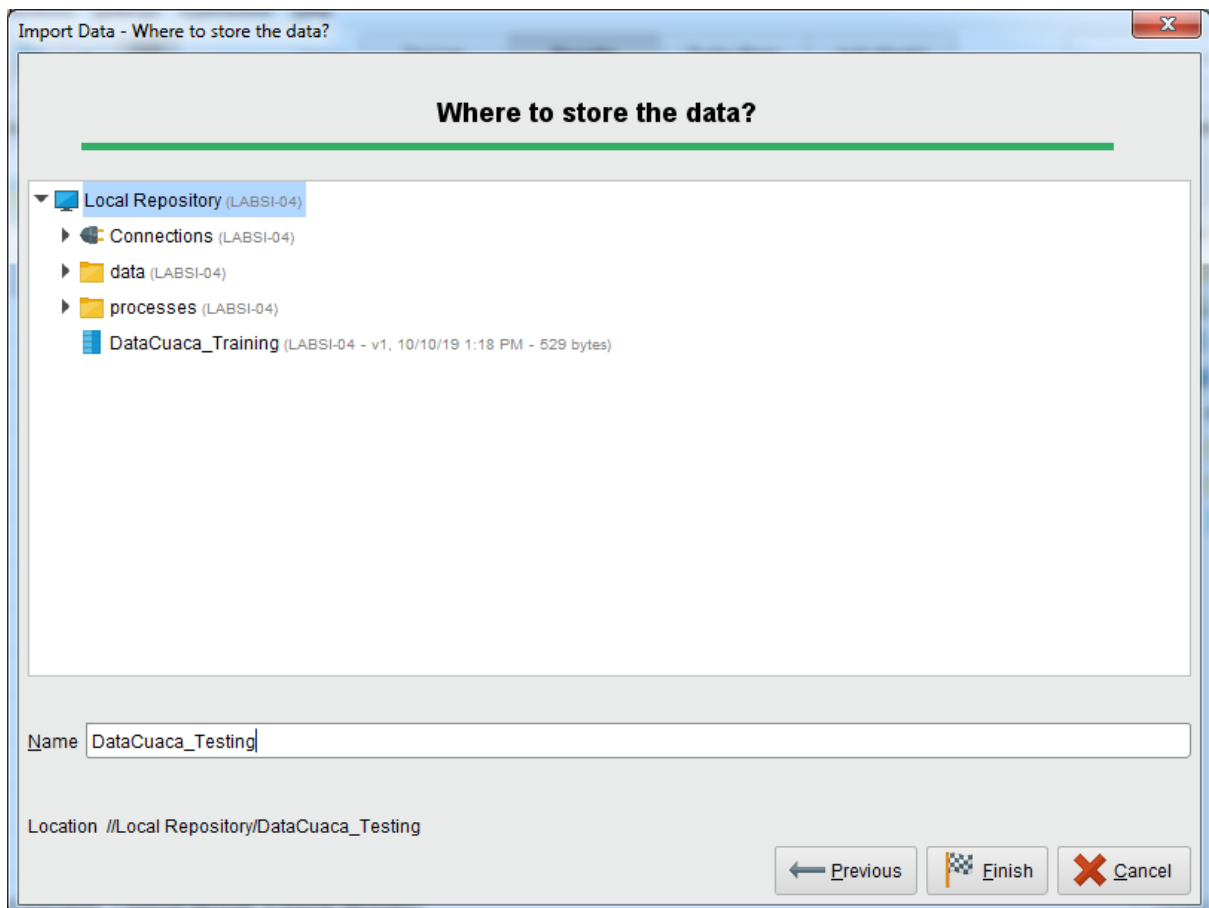 Import Data - Where to store the data?
Where to store the data?
Local Repository (LABSI-04)
Connections (LABSI-04)
data (LABSI-04)
processes (LABSI-04)
DataCuaca_Training (LABSI-04 - v1, 10/10/19 1:18 PM - 529 bytes)
Name DataCuaca_Testing
Location //Local Repository/DataCuaca_Testing
Previous Finish Cancel